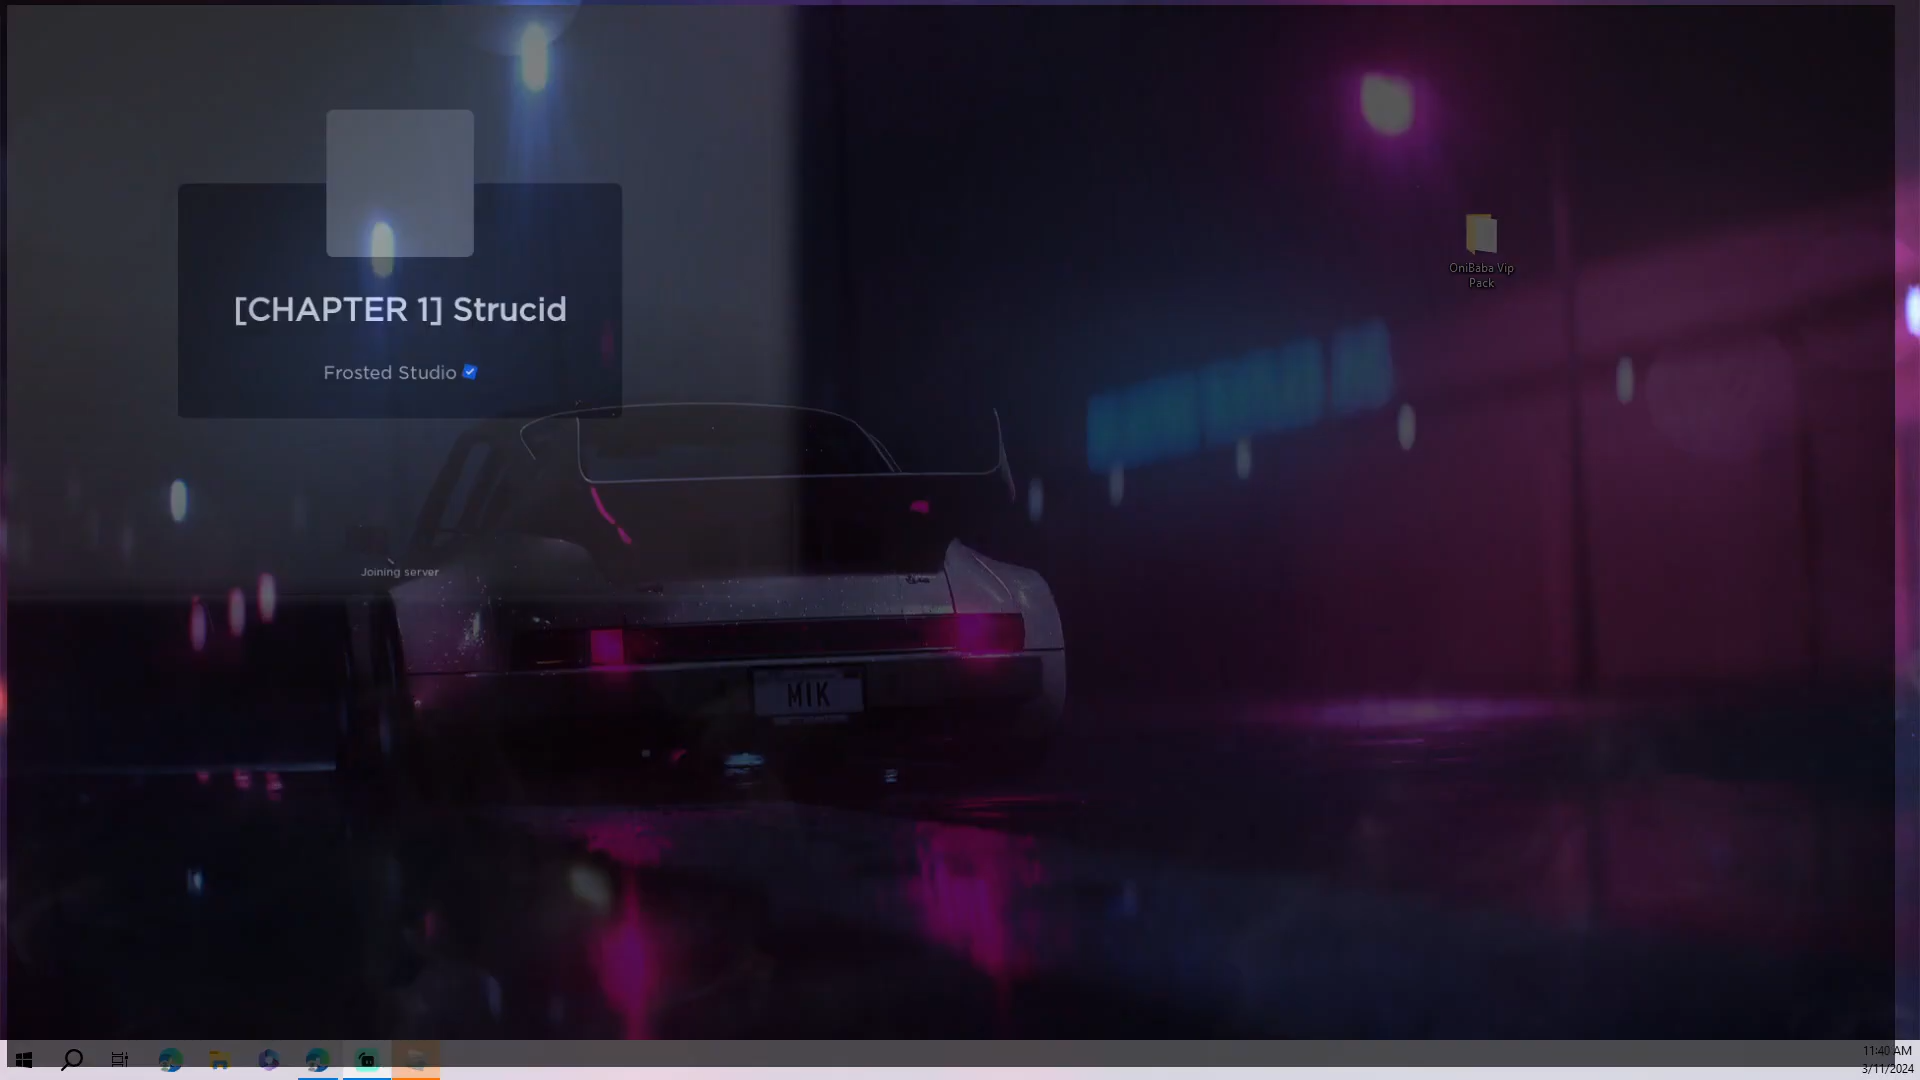 [CHAPTER 1] Strucid
Frosted Studio
OniBaba Vip
Pack
Joining server
MIK
11:40 AM
3/11/2024